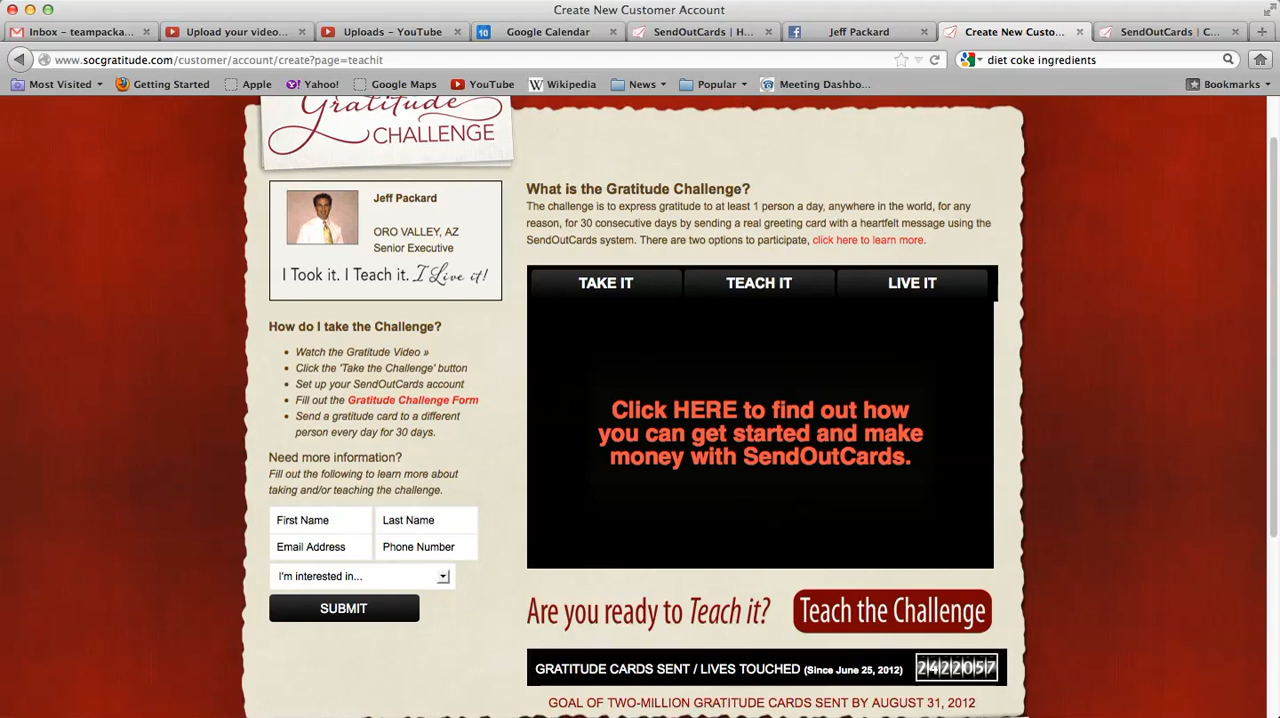 Create New Customer Account
Inbox - teampacka...
Upload your video...
Uploads - YouTube
10
Google Calendar
SendOutCards | H...
Jeff Packard
Create New Custo...
SendOutCards | C...
www.socgratitude.com/customer/account/create?page=teachit
diet coke ingredients
Most Visited
Getting Started
Apple
Yahoo!
Google Maps
YouTube
Wikipedia
News
Popular
Meeting Dashbo...
Bookmarks
Gratitude
CHALLENGE
Jeff Packard
ORO VALLEY, AZ
Senior Executive
I Took it. I Teach it. I Live it!
How do I take the Challenge?
Watch the Gratitude Video »
Click the 'Take the Challenge' button
Set up your SendOutCards account
Fill out the Gratitude Challenge Form
Send a gratitude card to a different
person every day for 30 days.
Need more information?
Fill out the following to learn more about
taking and/or teaching the challenge.
First Name
Last Name
Email Address
Phone Number
I'm interested in...
SUBMIT
What is the Gratitude Challenge?
The challenge is to express gratitude to at least 1 person a day, anywhere in the world, for any
reason, for 30 consecutive days by sending a real greeting card with a heartfelt message using the
SendOutCards system. There are two options to participate, click here to learn more.
TAKE IT
TEACH IT
LIVE IT
Click HERE to find out how
you can get started and make
money with SendOutCards.
Are you ready to Teach it?
Teach the Challenge
GRATITUDE CARDS SENT / LIVES TOUCHED (Since June 25, 2012)
2422057
GOAL OF TWO-MILLION GRATITUDE CARDS SENT BY AUGUST 31, 2012